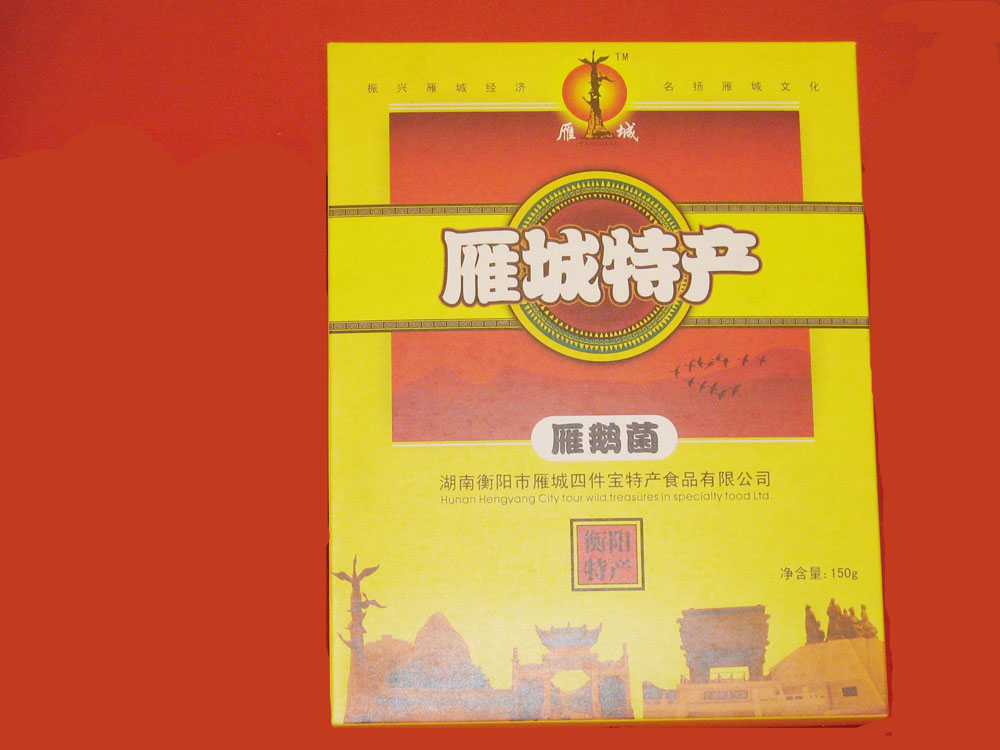 振兴雁城经济
TM
名扬雁城文化
雁城
YANCHENG
雁城特产
雁鹅菌
湖南衡阳市雁城四件宝特产食品有限公司
Hunan Hengyang City four wild treasures in specialty food Ltd.
衡阳
特产
净含量:150g